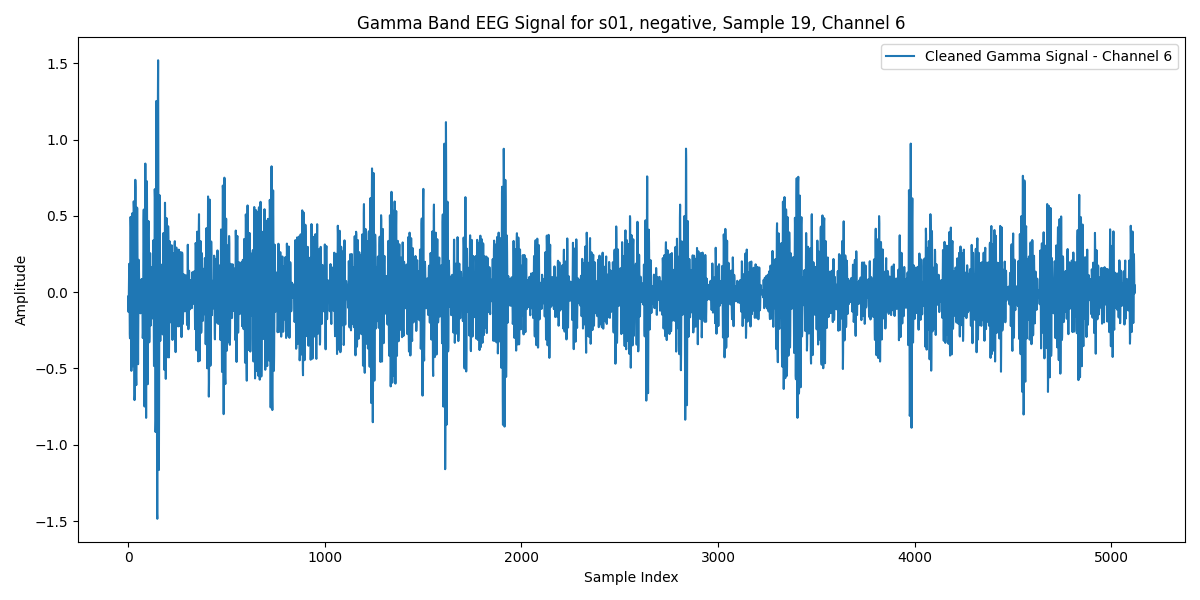 Gamma Band EEG Signal for s01, negative, Sample 19, Channel 6
Cleaned Gamma Signal - Channel 6
1.5
1.0
0.5
0.0
−0.5
−1.0
−1.5
Amplitude
0 1000 2000 3000 4000 5000
Sample Index